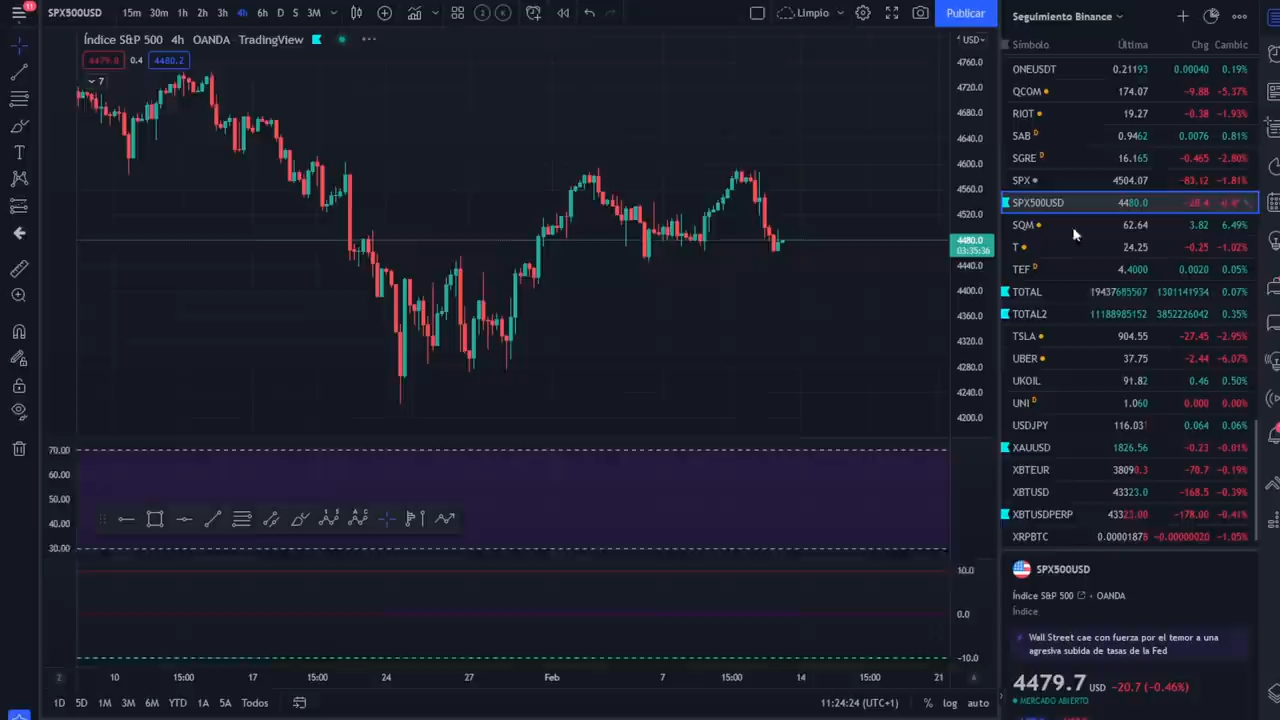 11
SPX500USD 15m 30m 1h 2h 3h 4h 6h D S 3M Limpio Publicar
Índice S&P 500 4h OANDA TradingView
4479.8 0.4 4480.2
7
USD
4760.0
4720.0
4680.0
4640.0
4600.0
4560.0
4520.0
4480.0
03:35:36
4440.0
4400.0
4360.0
4320.0
4280.0
4240.0
4200.0
70.00
60.00
50.00
40.00
30.00
10.0
0.0
-10.0
10 15:00 17 15:00 24 27 Feb 7 15:00 14 15:00 21
1D 5D 1M 3M 6M YTD 1A 5A Todos 11:24:24 (UTC+1) % log auto
Seguimiento Binance
Símbolo Última Chg Cambic
ONEUSDT 0.21193 0.00040 0.19%
QCOM 174.07 -9.88 -5.37%
RIOT 19.27 -0.38 -1.93%
SAB D 0.9462 0.0076 0.81%
SGRE D 16.165 -0.465 -2.80%
SPX 4504.07 -83.12 -1.81%
SPX500USD 4480.0 -20.4
SQM 62.64 3.82 6.49%
T 24.25 -0.25 -1.02%
TEF D 4.4000 0.0020 0.05%
TOTAL 19437685507 1301141934 0.07%
TOTAL2 11188985152 3852226042 0.35%
TSLA 904.55 -27.45 -2.95%
UBER 37.75 -2.44 -6.07%
UKOIL 91.82 0.46 0.50%
UNI D 1.060 0.000 0.00%
USDJPY 116.031 0.064 0.06%
XAUUSD 1826.56 -0.23 -0.01%
XBTEUR 38090.3 -70.7 -0.19%
XBTUSD 43323.0 -168.5 -0.39%
XBTUSDPERP 43323.00 -178.00 -0.41%
XRPBTC 0.00001878 -0.00000020 -1.05%
SPX500USD
Índice S&P 500 • OANDA
Índice
Wall Street cae con fuerza por el temor a una
agresiva subida de tasas de la Fed
4479.7 USD -20.7 (-0.46%)
MERCADO ABIERTO